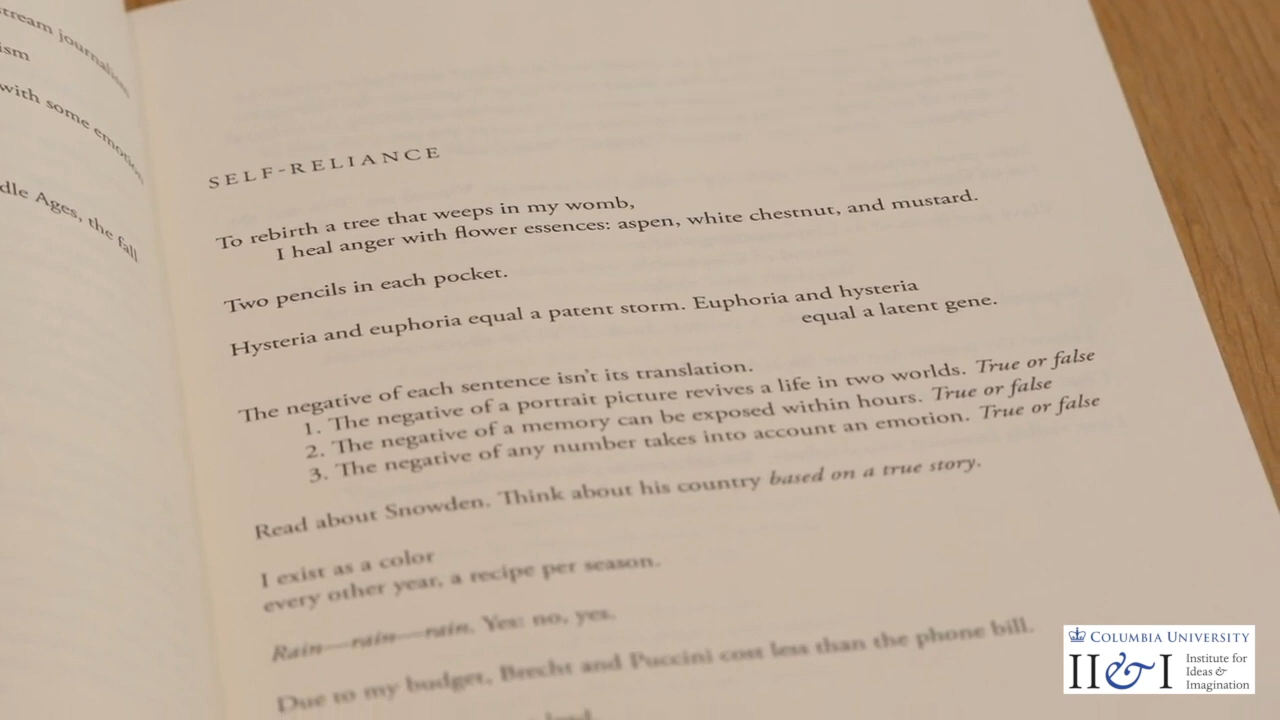 stream journalism
ism
with some emotion
dle Ages, the fall
SELF-RELIANCE
To rebirth a tree that weeps in my womb,
I heal anger with flower essences: aspen, white chestnut, and mustard.
Two pencils in each pocket.
Hysteria and euphoria equal a patent storm. Euphoria and hysteria
equal a latent gene.
The negative of each sentence isn't its translation.
1. The negative of a portrait picture revives a life in two worlds. True or false
2. The negative of a memory can be exposed within hours. True or false
3. The negative of any number takes into account an emotion. True or false
Read about Snowden. Think about his country based on a true story.
I exist as a color
every other year, a recipe per season.
Rain—rain—rain. Yes: no, yes.
Due to my budget, Brecht and Puccini cost less than the phone bill.
COLUMBIA UNIVERSITY
II&I
Institute for
Ideas &
Imagination